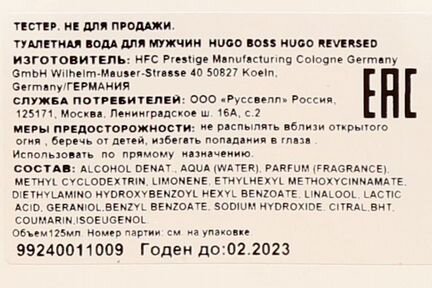 ТЕСТЕР. НЕ ДЛЯ ПРОДАЖИ.
ТУАЛЕТНАЯ ВОДА ДЛЯ МУЖЧИН HUGO BOSS HUGO REVERSED
ИЗГОТОВИТЕЛЬ: HFC Prestige Manufacturing Cologne Germany
GmbH Wilhelm-Mauser-Strasse 40 50827 Koeln,
Germany/ГЕРМАНИЯ
СЛУЖБА ПОТРЕБИТЕЛЕЙ: ООО «Руссвелл» Россия,
125171, Москва, Ленинградское ш. 16А, с.2
EAC
МЕРЫ ПРЕДОСТОРОЖНОСТИ: не распылять вблизи открытого
огня , беречь от детей, избегать попадания в глаза .
Использовать по прямому назначению.
СОСТАВ: ALCOHOL DENAT., AQUA (WATER), PARFUM (FRAGRANCE),
METHYL CYCLODEXTRIN, LIMONENE, ETHYLHEXYL METHOXYCINNAMATE,
DIETHYLAMINO HYDROXYBENZOYL HEXYL BENZOATE. LINALOOL, LACTIC
ACID, GERANIOL,BENZYL BENZOATE, SODIUM HYDROXIDE. CITRAL,BHT,
COUMARIN,ISOEUGENOL.
Объем125мл. Номер партии: см. на упаковке
99240011009 Годен до:02.2023